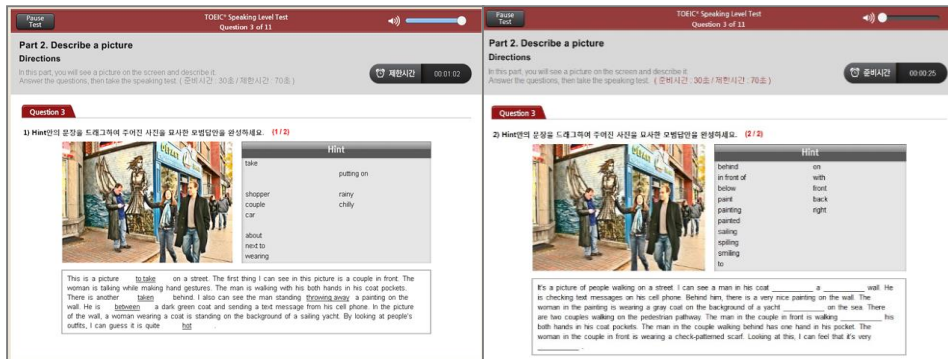 Pause
Test
TOEIC® Speaking Level Test
Question 3 of 11
Part 2. Describe a picture
Directions
In this part, you will see a picture on the screen and describe it.
Answer the questions, then take the speaking test. ( 준비시간 : 30초 / 제한시간 : 70초 )
제한시간 00:01:02
Question 3
1) Hint안의 문장을 드래그하여 주어진 사진을 묘사한 모범답안을 완성하세요. (1 / 2)
Hint
take
putting on
shopper rainy
couple chilly
car
about
next to
wearing
This is a picture to take on a street. The first thing I can see in this picture is a couple in front. The
woman is talking while making hand gestures. The man is walking with his both hands in his coat pockets.
There is another taken behind. I also can see the man standing throwing away a painting on the
wall. He is between a dark green coat and sending a text message from his cell phone. In the picture
of the wall, a woman wearing a coat is standing on the background of a sailing yacht. By looking at people's
outfits, I can guess it is quite hot .
Pause
Test
TOEIC® Speaking Level Test
Question 3 of 11
Part 2. Describe a picture
Directions
In this part, you will see a picture on the screen and describe it.
Answer the questions, then take the speaking test. ( 준비시간 : 30초 / 제한시간 : 70초 )
준비시간 00:00:25
Question 3
2) Hint안의 문장을 드래그하여 주어진 사진을 묘사한 모범답안을 완성하세요. (2 / 2)
Hint
behind on
in front of with
below front
paint back
painting right
painted
sailing
spilling
smiling
to
It's a picture of people walking on a street. I can see a man in his coat ________ a ________ wall. He
is checking text messages on his cell phone. Behind him, there is a very nice painting on the wall. The
woman in the painting is wearing a gray coat on the background of a yacht ________ on the sea. There
are two couples walking on the pedestrian pathway. The man in the couple in front is walking ________ his
both hands in his coat pockets. The man in the couple walking behind has one hand in his pocket. The
woman in the couple in front is wearing a check-patterned scarf. Looking at this, I can feel that it's very
________ .